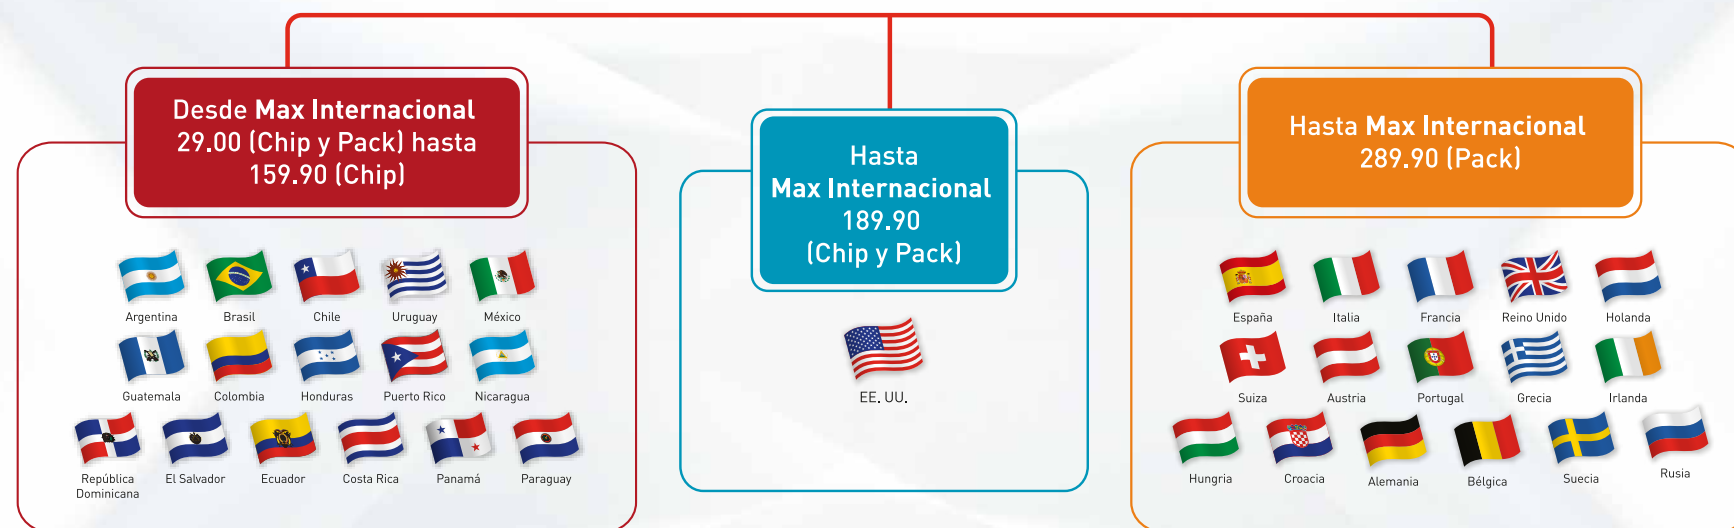 Desde Max Internacional
29.00 (Chip y Pack) hasta
159.90 (Chip)
Argentina
Brasil
Chile
Uruguay
México
Guatemala
Colombia
Honduras
Puerto Rico
Nicaragua
República
Dominicana
El Salvador
Ecuador
Costa Rica
Panamá
Paraguay
Hasta
Max Internacional
189.90
(Chip y Pack)
EE. UU.
Hasta Max Internacional
289.90 (Pack)
España
Italia
Francia
Reino Unido
Holanda
Suiza
Austria
Portugal
Grecia
Irlanda
Hungria
Croacia
Alemania
Bélgica
Suecia
Rusia